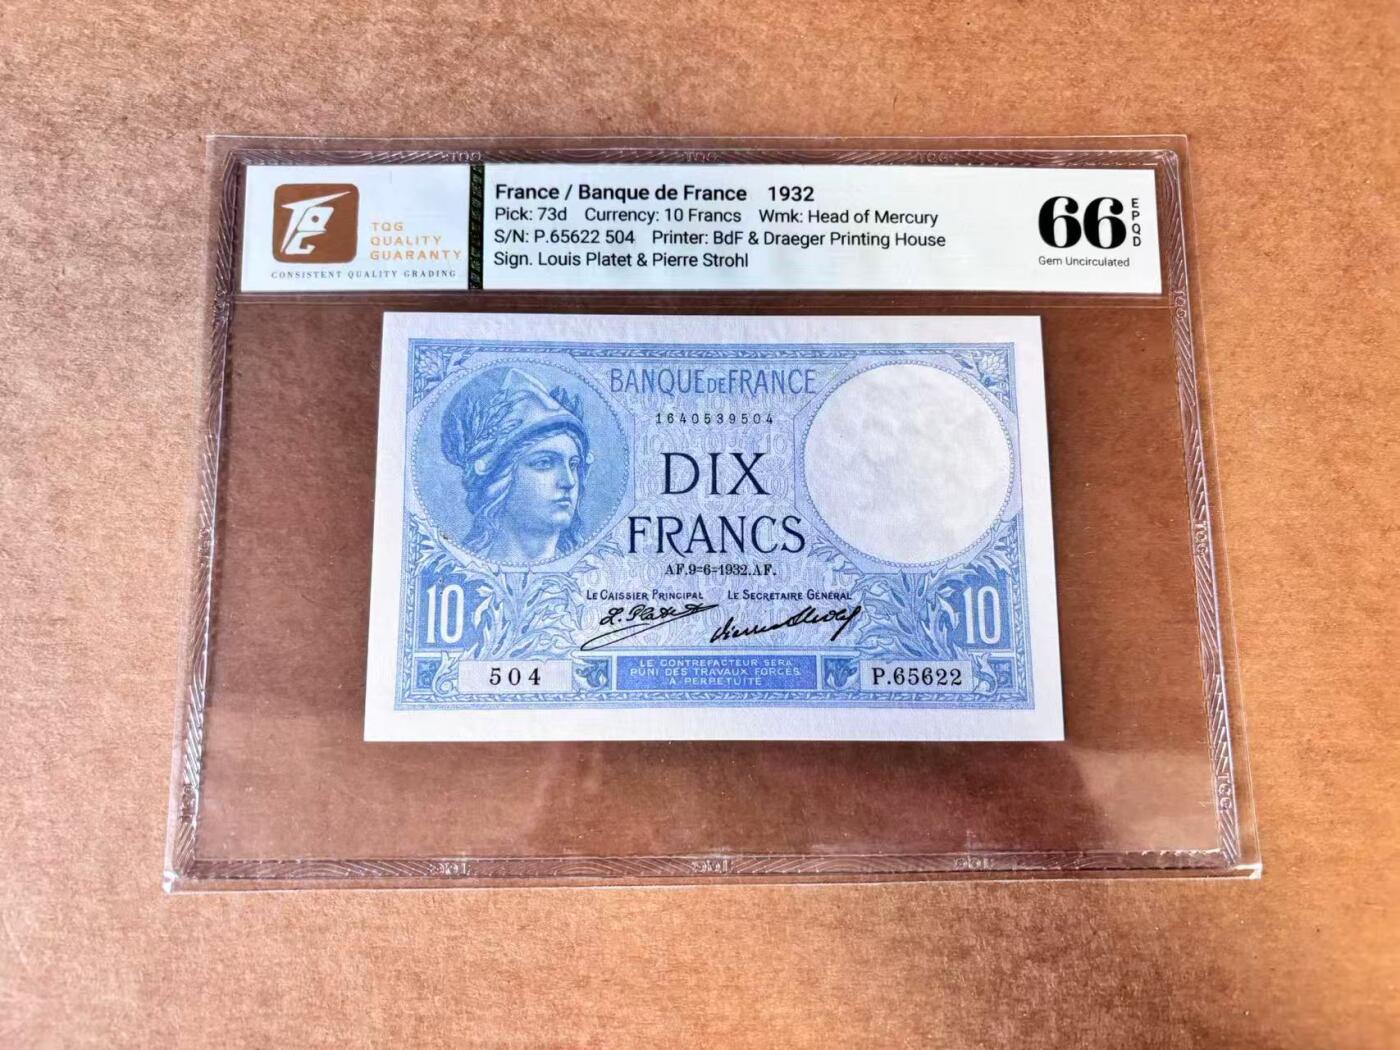 TQG
QUALITY
GUARANTY
CONSISTENT QUALITY GRADING
France / Banque de France 1932
Pick: 73d Currency: 10 Francs Wmk: Head of Mercury
S/N: P.65622 504 Printer: BdF & Draeger Printing House
Sign. Louis Platet & Pierre Strohl
66
EPQD
Gem Uncirculated
BANQUE DE FRANCE
1640539504
DIX
FRANCS
AF.9=6=1932.AF.
LE CAISSIER PRINCIPAL LE SECRÉTAIRE GÉNÉRAL
10 10
504
LE CONTREFACTEUR SERA
PUNI DES TRAVAUX FORCÉS
A PERPÉTUITÉ
P.65622